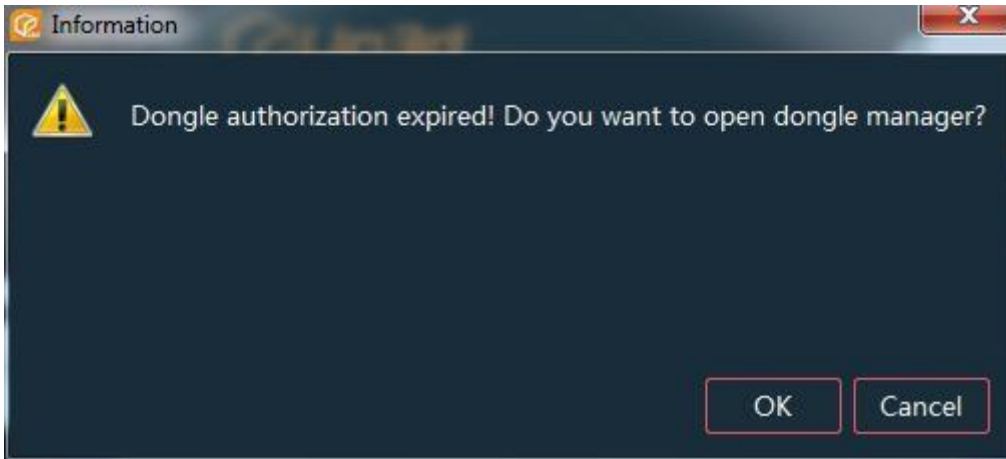 Information
Dongle authorization expired! Do you want to open dongle manager?
OK
Cancel